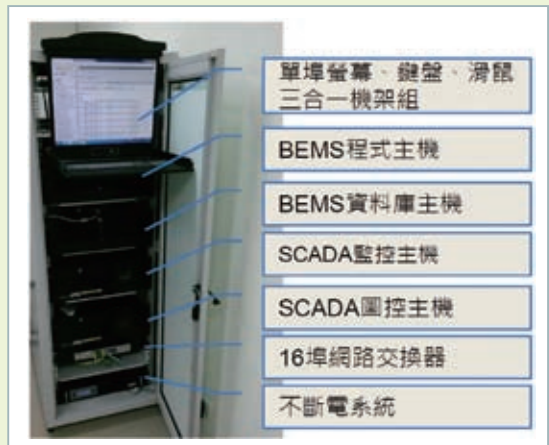 單埠螢幕、鍵盤、滑鼠
三合一機架組
BEMS程式主機
BEMS資料庫主機
SCADA監控主機
SCADA圖控主機
16埠網路交換器
不斷電系統